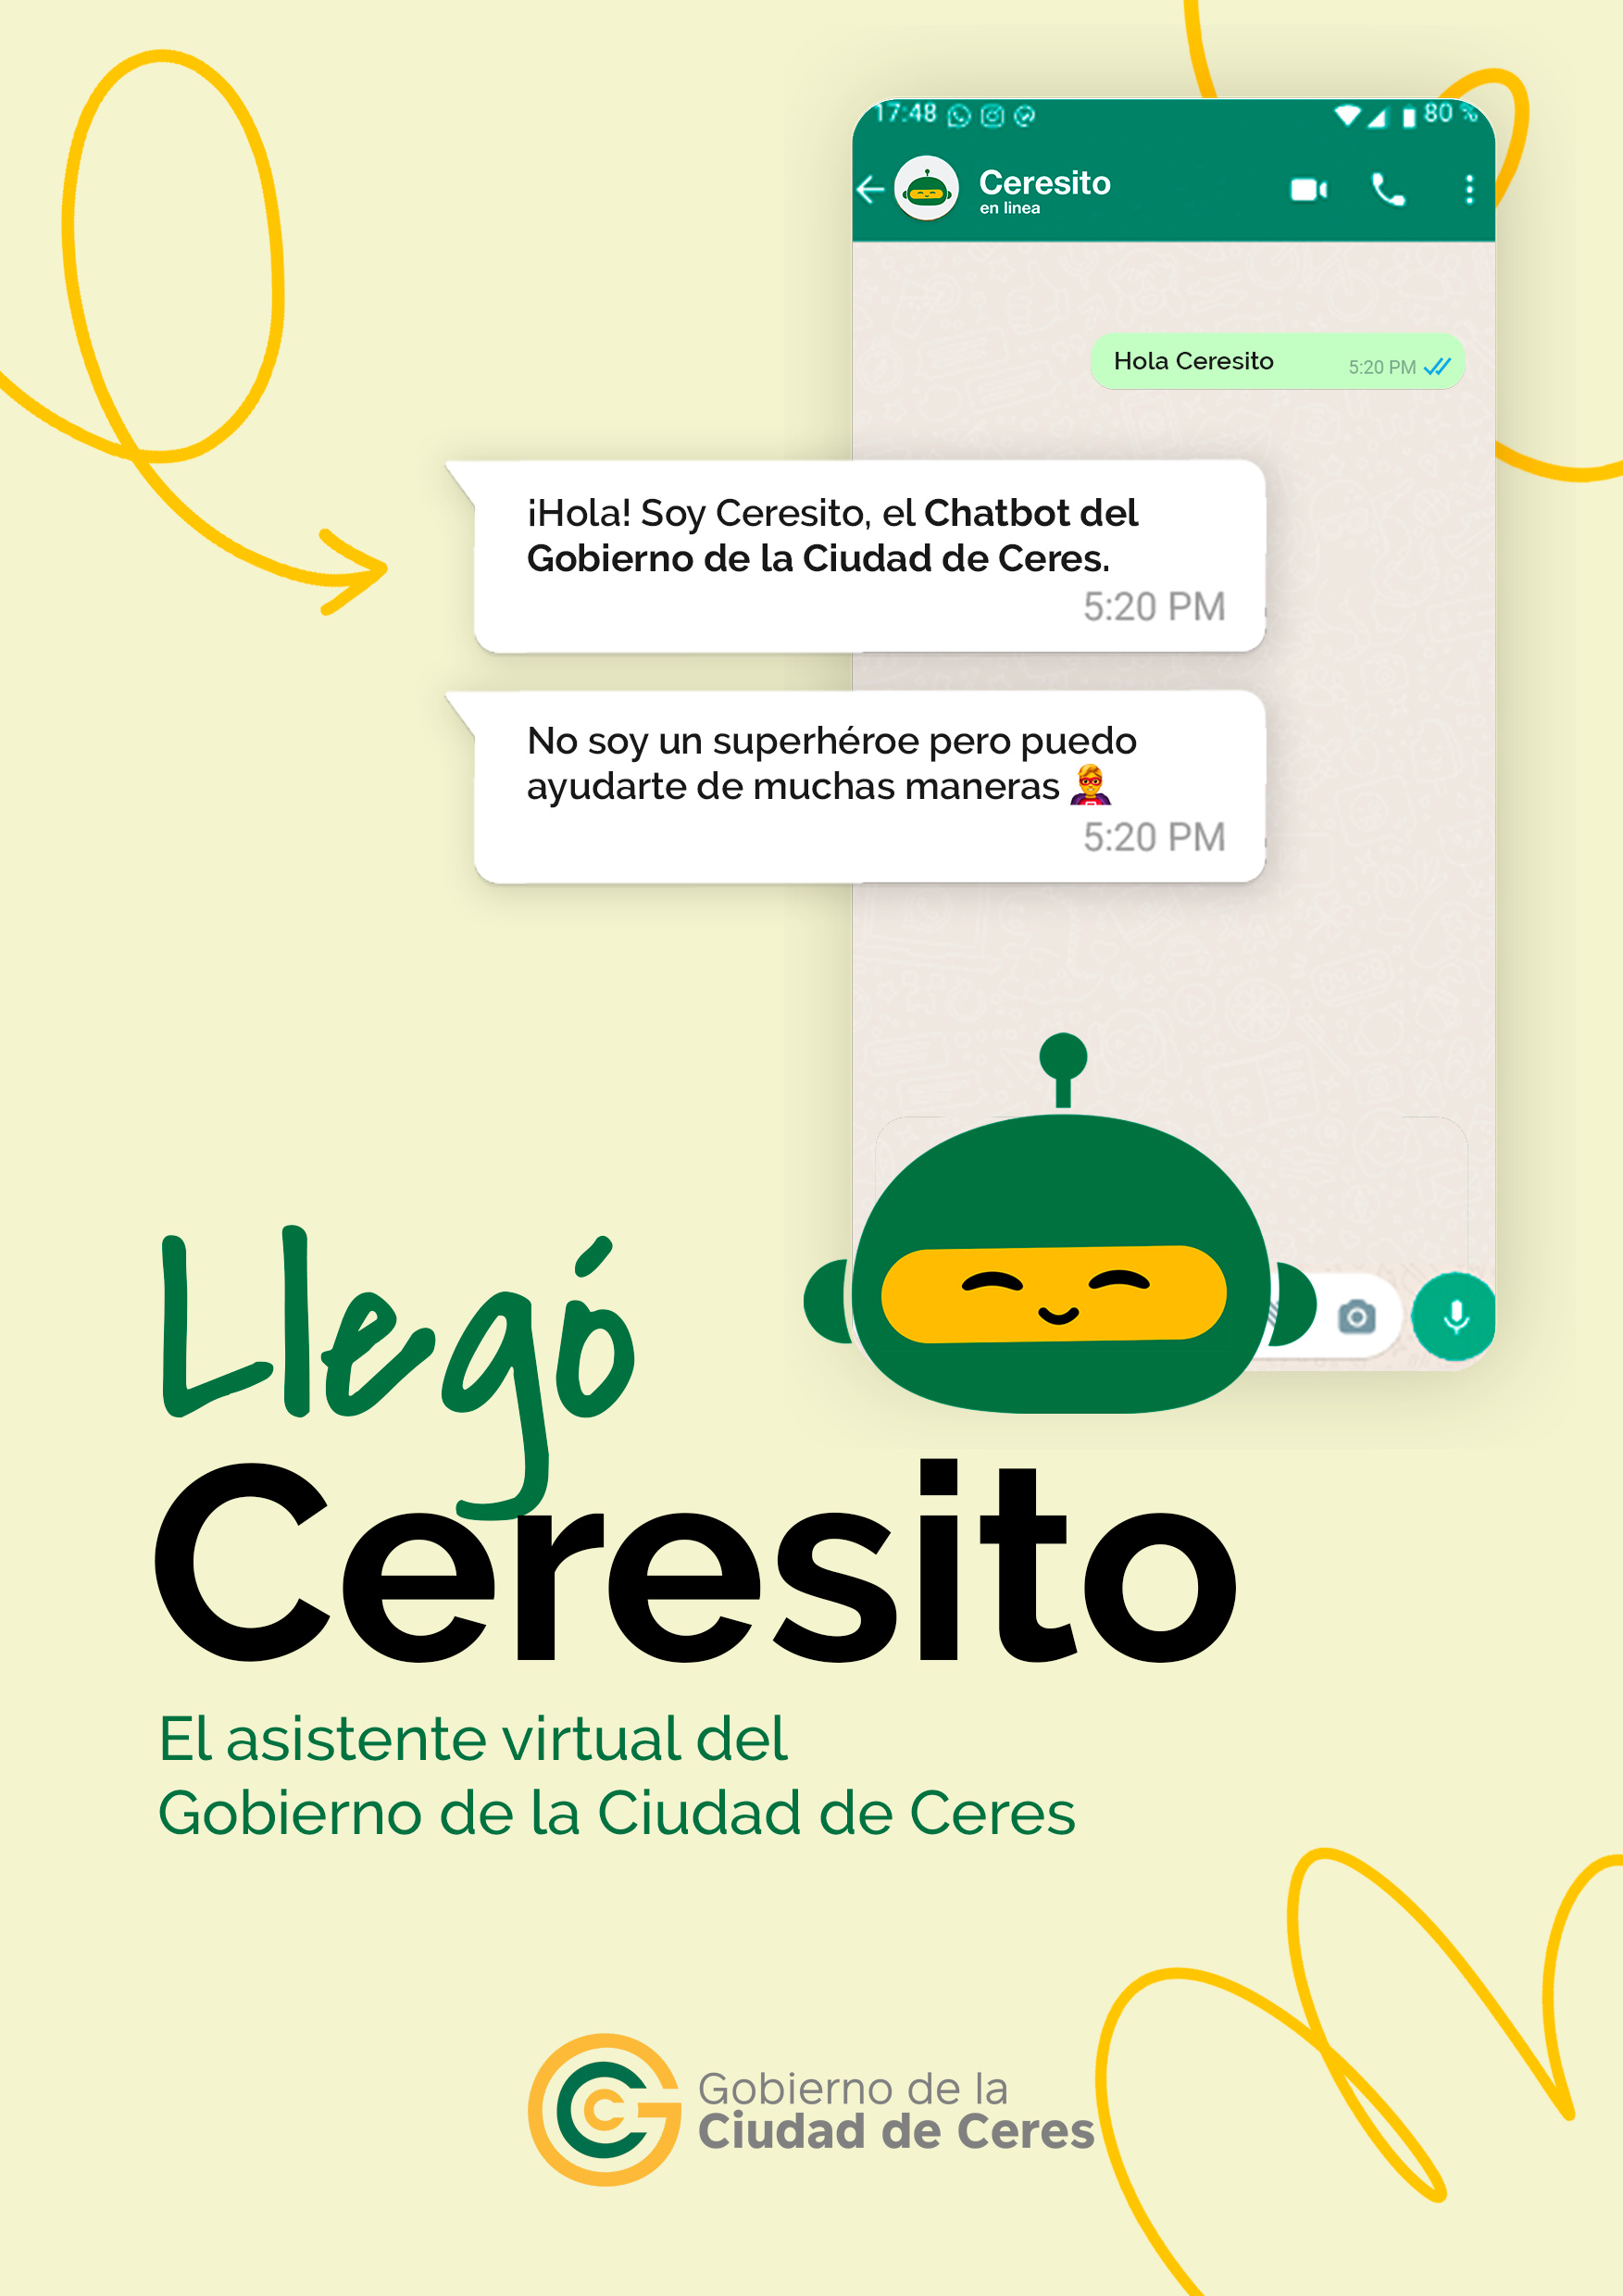 17:48 80 %
Ceresito
en linea
Hola Ceresito 5:20 PM
¡Hola! Soy Ceresito, el Chatbot del
Gobierno de la Ciudad de Ceres.
5:20 PM
No soy un superhéroe pero puedo
ayudarte de muchas maneras 🦸
5:20 PM
Llegó
Ceresito
El asistente virtual del
Gobierno de la Ciudad de Ceres
Gobierno de la
Ciudad de Ceres